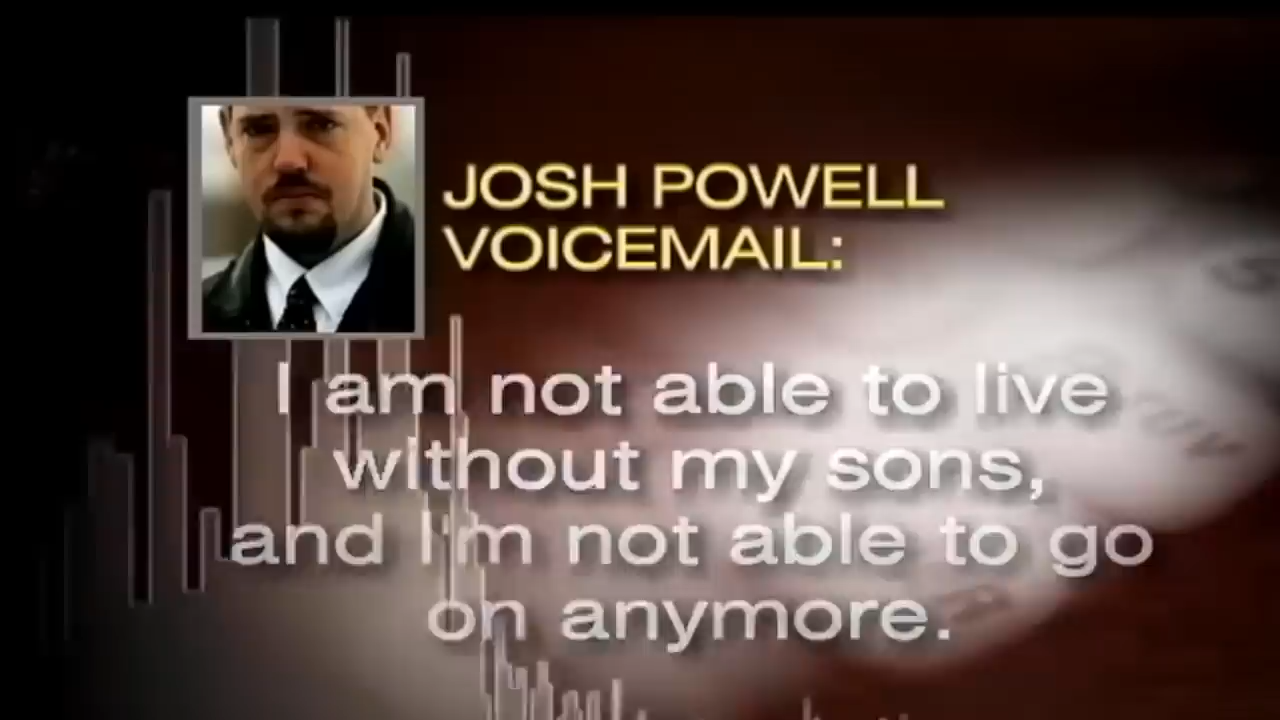 JOSH POWELL
VOICEMAIL:
I am not able to live
without my sons,
and I'm not able to go
on anymore.